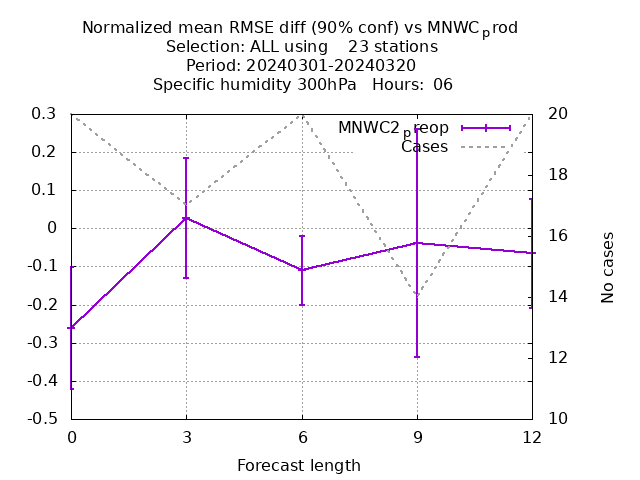 Normalized mean RMSE diff (90% conf) vs MNWCprod
Selection: ALL using 23 stations
Period: 20240301-20240320
Specific humidity 300hPa Hours: 06
0.3
0.2
0.1
0
-0.1
-0.2
-0.3
-0.4
-0.5
MNWC2preop
Cases
20
18
16
14
12
10
No cases
0 3 6 9 12
Forecast length